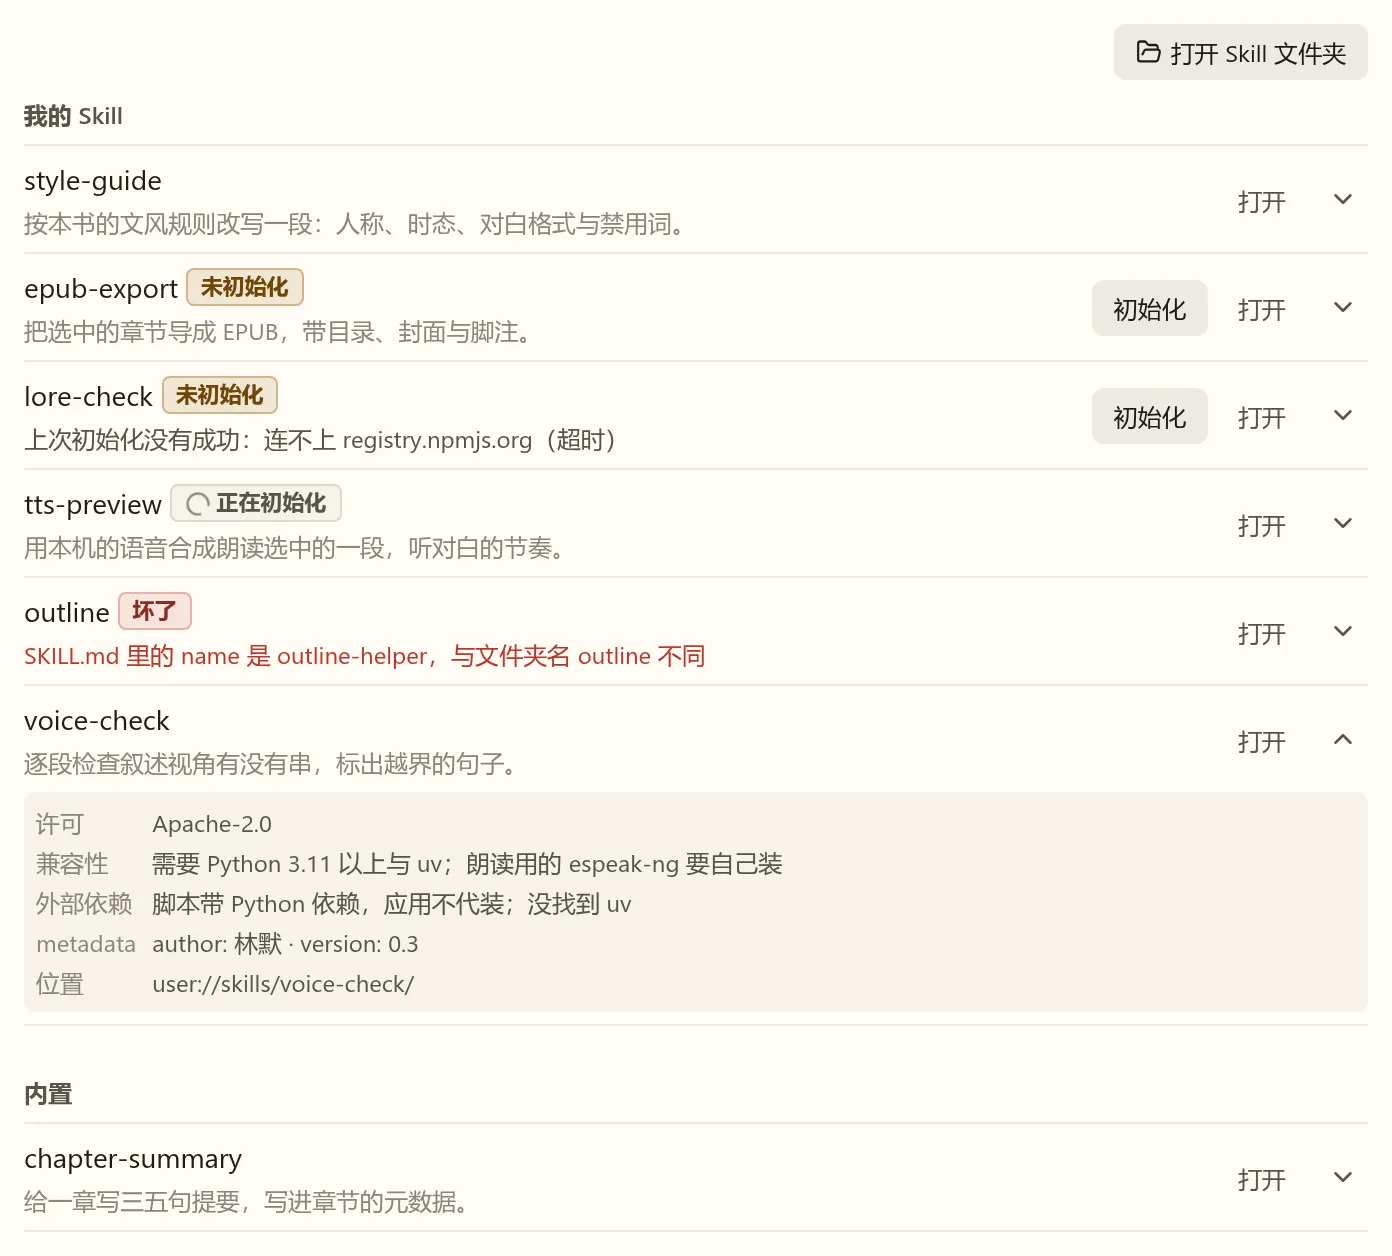 打开 Skill 文件夹
我的 Skill
style-guide
按本书的文风规则改写一段：人称、时态、对白格式与禁用词。
打开
epub-export 未初始化
把选中的章节导成 EPUB，带目录、封面与脚注。
初始化 打开
lore-check 未初始化
上次初始化没有成功：连不上 registry.npmjs.org（超时）
初始化 打开
tts-preview 正在初始化
用本机的语音合成朗读选中的一段，听对白的节奏。
打开
outline 坏了
SKILL.md 里的 name 是 outline-helper，与文件夹名 outline 不同
打开
voice-check
逐段检查叙述视角有没有串，标出越界的句子。
打开
许可 Apache-2.0
兼容性 需要 Python 3.11 以上与 uv；朗读用的 espeak-ng 要自己装
外部依赖 脚本带 Python 依赖，应用不代装；没找到 uv
metadata author: 林默 · version: 0.3
位置 user://skills/voice-check/
内置
chapter-summary
给一章写三五句提要，写进章节的元数据。
打开